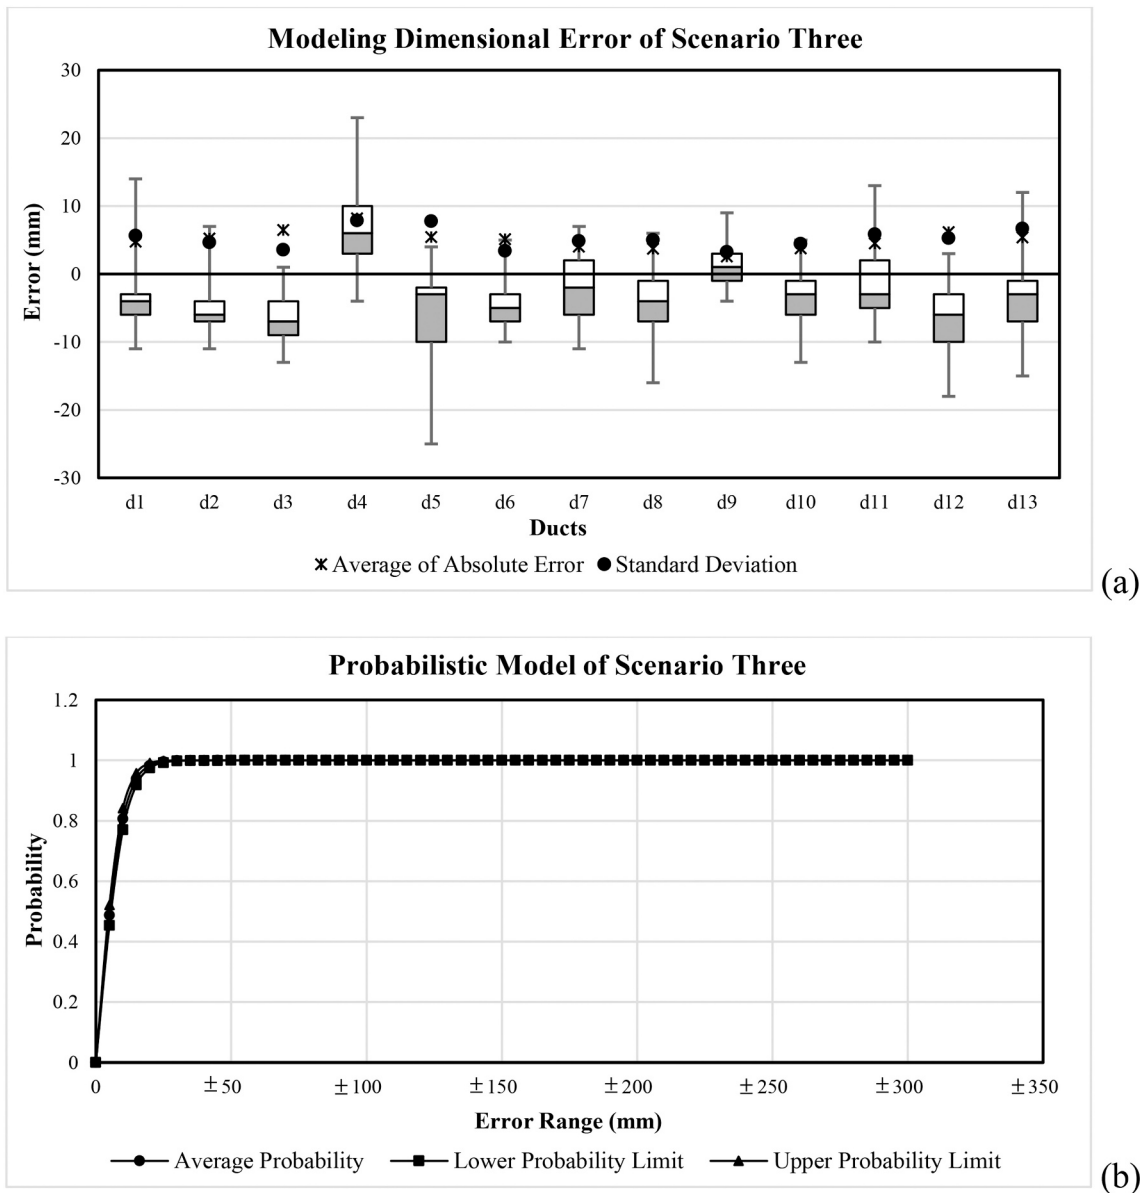 Modeling Dimensional Error of Scenario Three
30
20
10
0
-10
-20
-30
Error (mm)
d1 d2 d3 d4 d5 d6 d7 d8 d9 d10 d11 d12 d13
Ducts
Average of Absolute Error Standard Deviation
(a)
Probabilistic Model of Scenario Three
1.2
1
0.8
0.6
0.4
0.2
0
Probability
0 ±50 ±100 ±150 ±200 ±250 ±300 ±350
Error Range (mm)
Average Probability Lower Probability Limit Upper Probability Limit
(b)